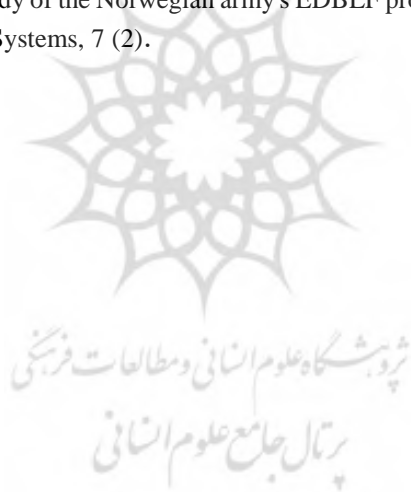 dy of the Norwegian army's EDBLF pro
Systems, 7 (2).
پژوهشگاه علوم انسانی و مطالعات فرهنگی
پرتال جامع علوم انسانی